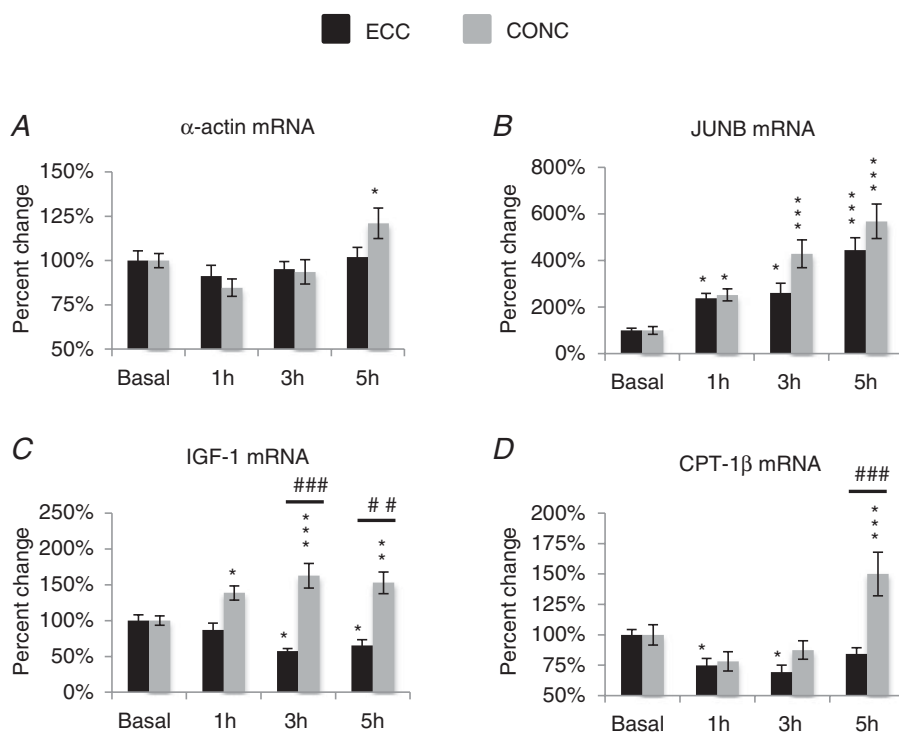 ECC CONC
A α-actin mRNA
150%
*
125%
100%
75%
50%
Percent change
Basal 1h 3h 5h
B JUNB mRNA
800%
600%
400%
200%
0%
Percent change
* * * * * * * * * * * * *
Basal 1h 3h 5h
C IGF-1 mRNA
### # #
250%
200%
150%
100%
50%
0%
Percent change
* * * * * * * *
Basal 1h 3h 5h
D CPT-1β mRNA
###
200%
175%
150%
125%
100%
75%
50%
Percent change
* * * * *
Basal 1h 3h 5h